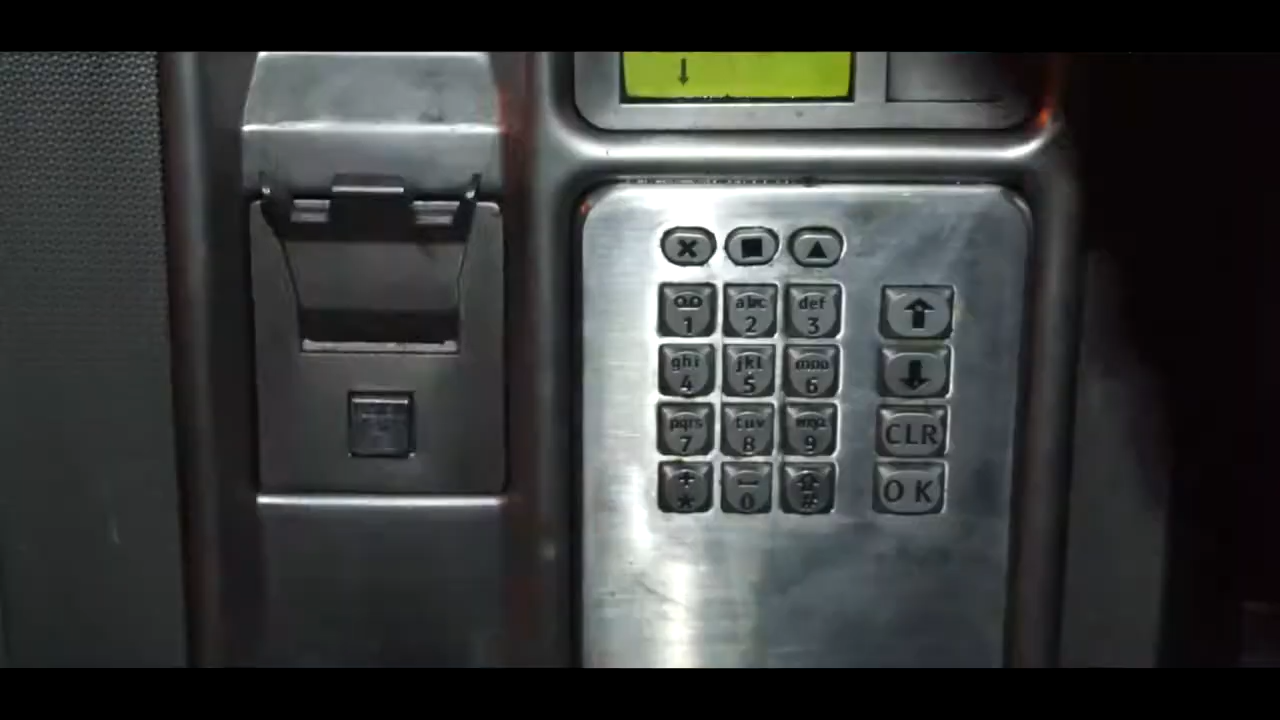 abc def
1 2 3
ghi jkl mno
4 5 6
pqrs tuv wxyz
7 8 9 CLR
+
* 0 # OK